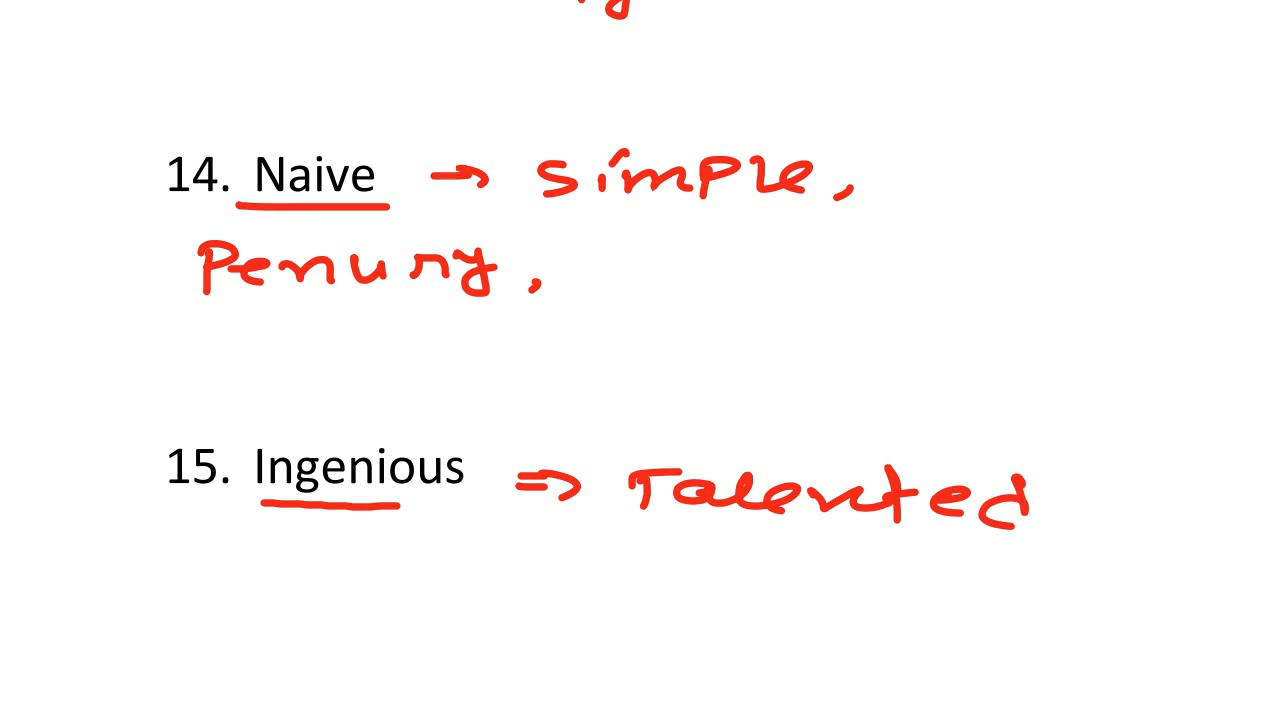 14. Naive → Simple,
Penury,
15. Ingenious ⇒ Talented